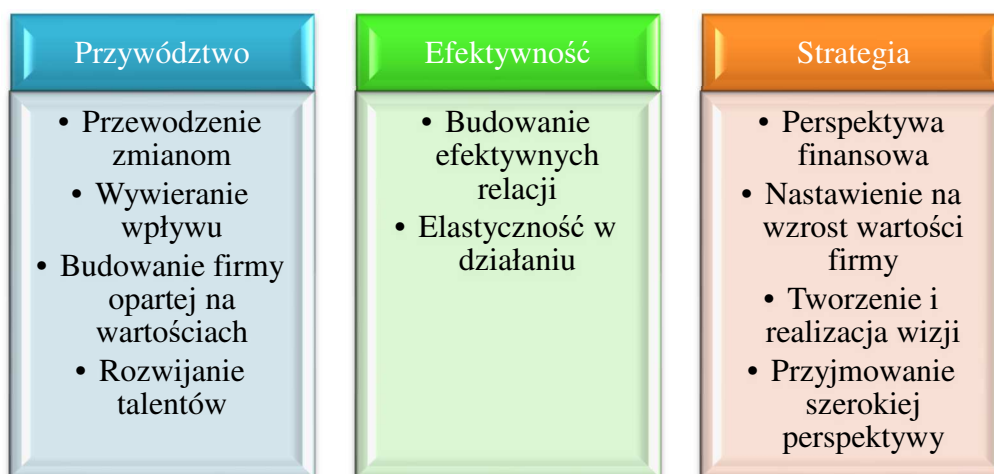 Przywództwo
• Przewodzenie
zmianom
• Wywieranie
wpływu
• Budowanie firmy
opartej na
wartościach
• Rozwijanie
talentów
Efektywność
• Budowanie
efektywnych
relacji
• Elastyczność w
działaniu
Strategia
• Perspektywa
finansowa
• Nastawienie na
wzrost wartości
firmy
• Tworzenie i
realizacja wizji
• Przyjmowanie
szerokiej
perspektywy